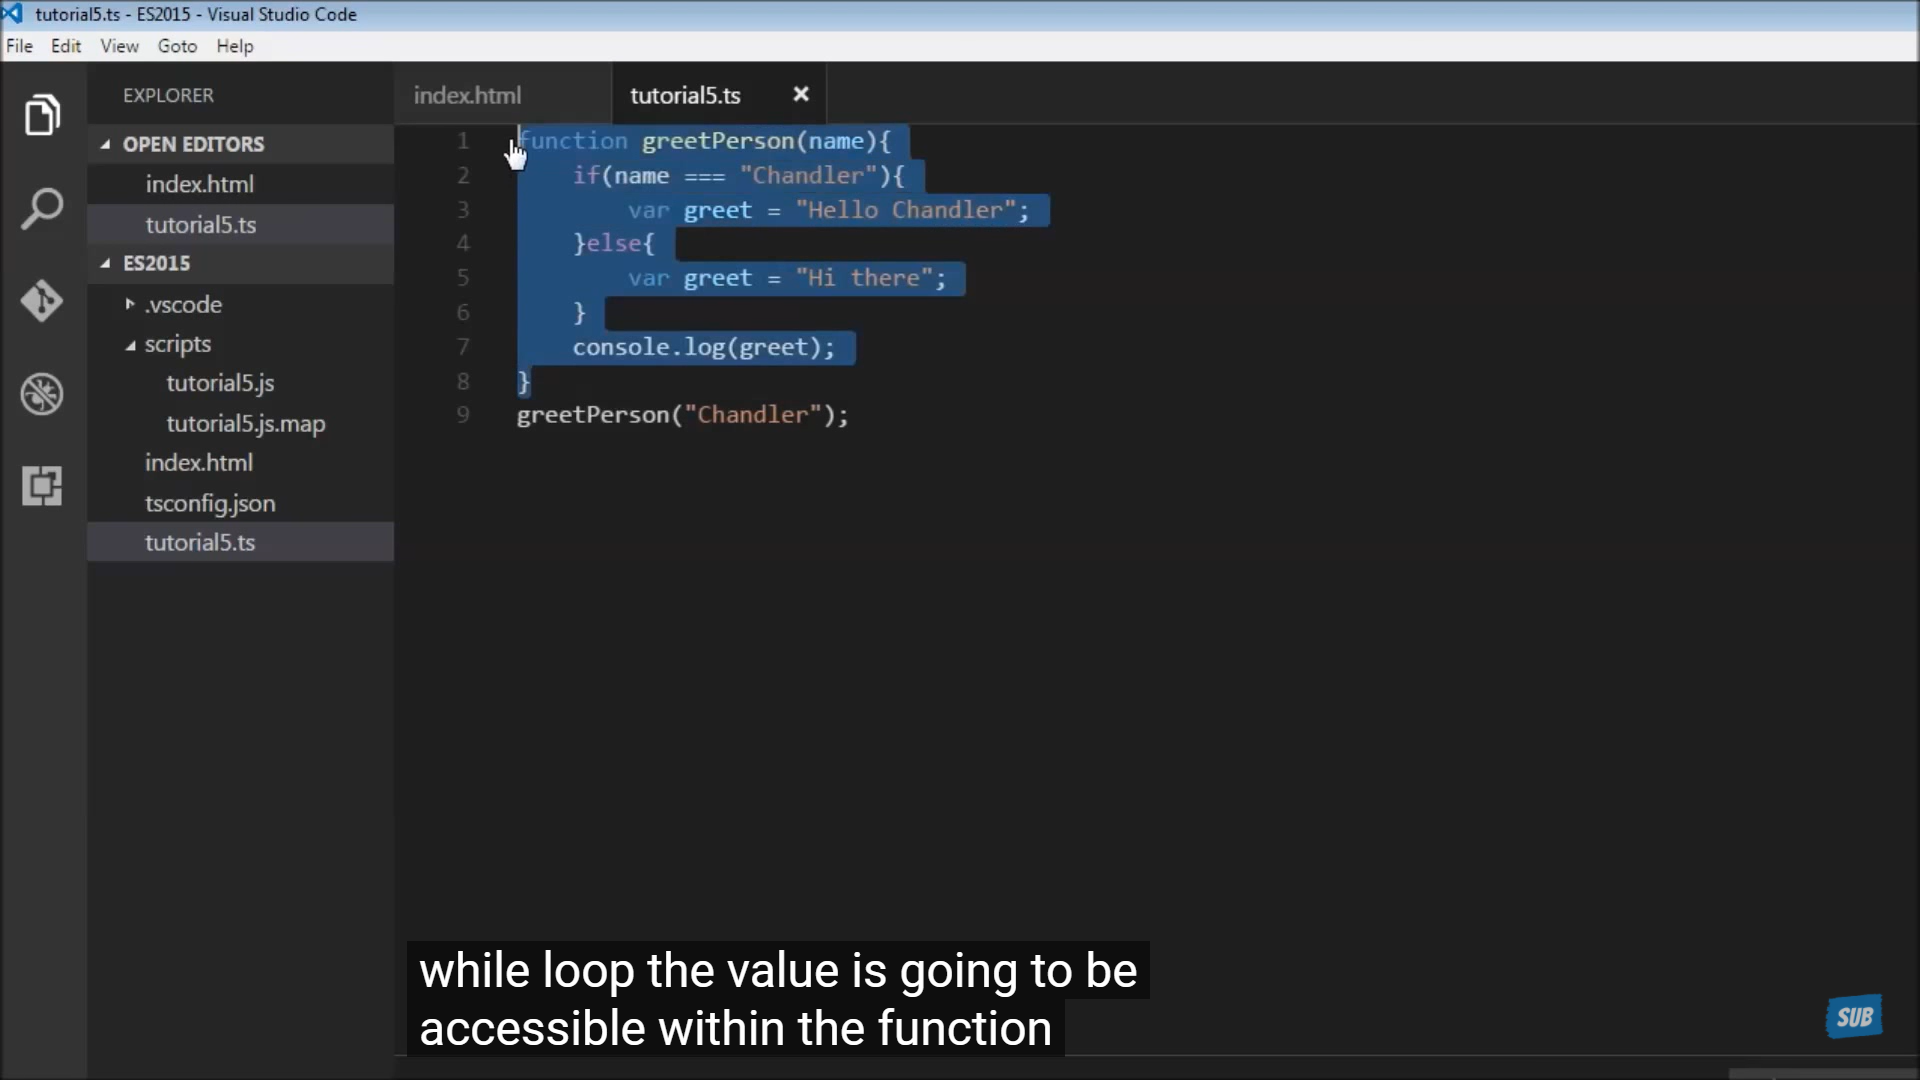 tutorial5.ts - ES2015 - Visual Studio Code
File Edit View Goto Help
EXPLORER
OPEN EDITORS
index.html
tutorial5.ts
ES2015
.vscode
scripts
tutorial5.js
tutorial5.js.map
index.html
tsconfig.json
tutorial5.ts
index.html tutorial5.ts
1 function greetPerson(name){
2 if(name === "Chandler"){
3 var greet = "Hello Chandler";
4 }else{
5 var greet = "Hi there";
6 }
7 console.log(greet);
8 }
9 greetPerson("Chandler");
while loop the value is going to be
accessible within the function
SUB